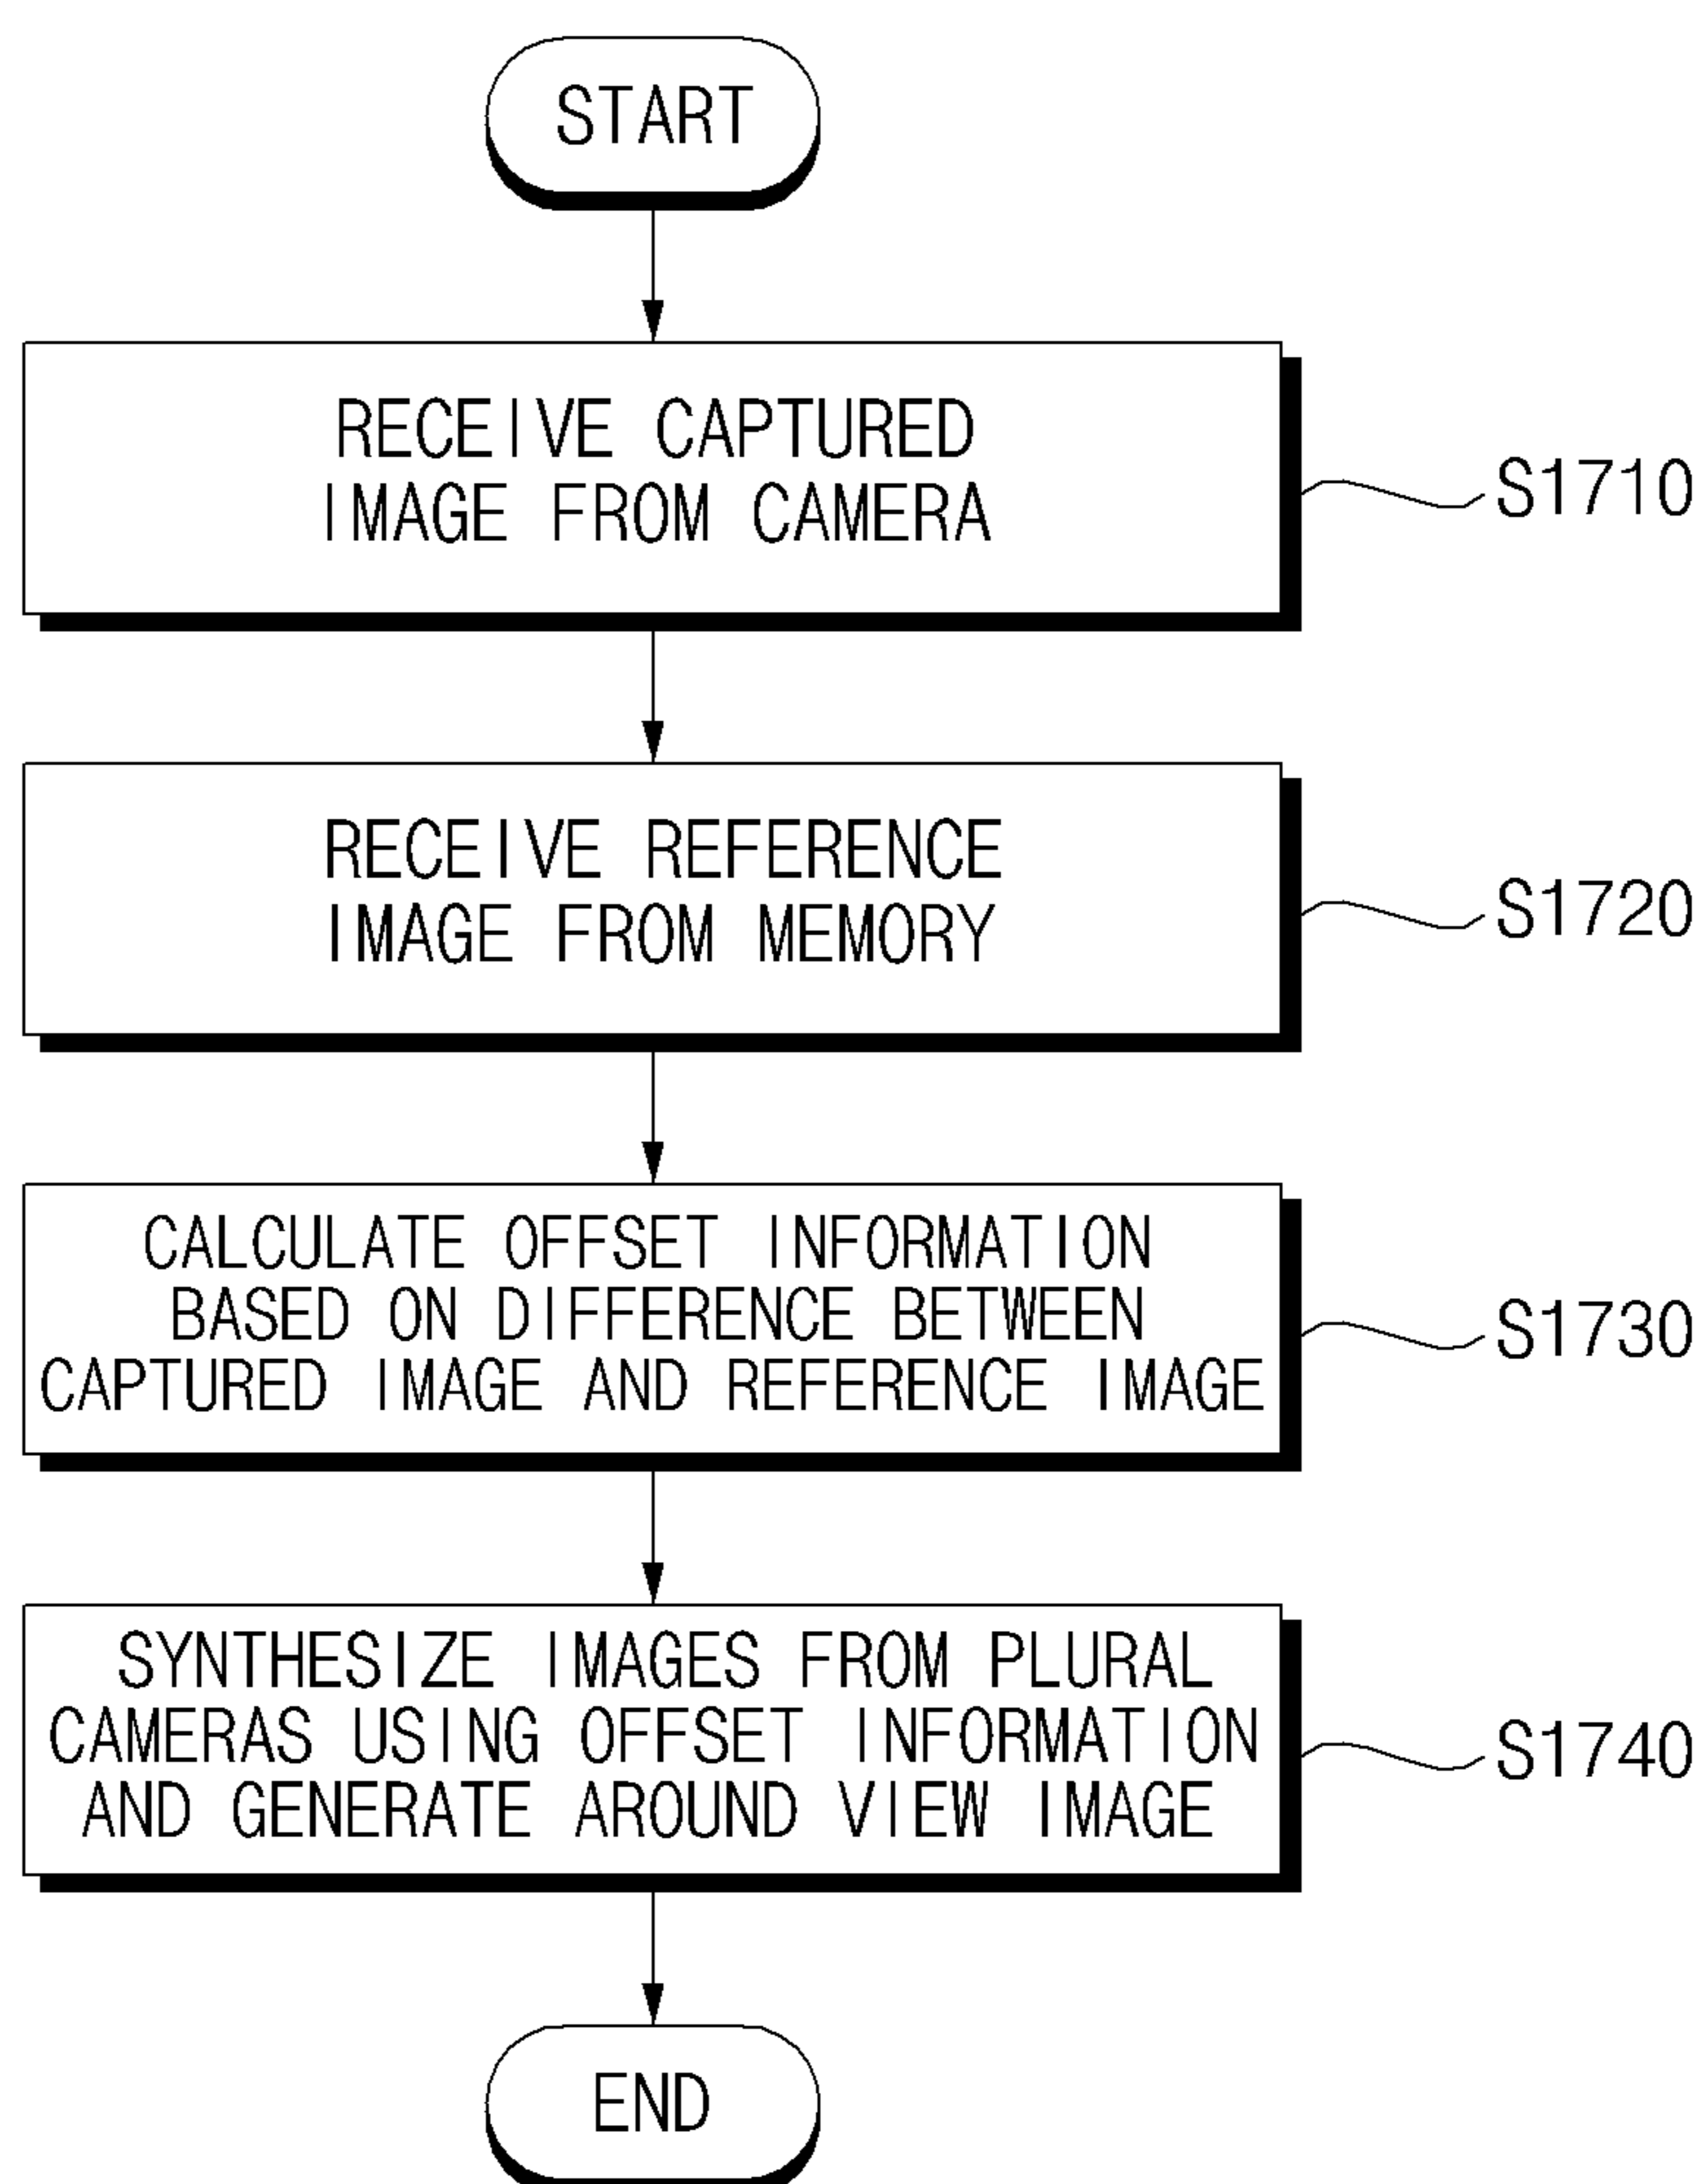 START
RECEIVE CAPTURED
IMAGE FROM CAMERA
S1710
RECEIVE REFERENCE
IMAGE FROM MEMORY
S1720
CALCULATE OFFSET INFORMATION
BASED ON DIFFERENCE BETWEEN
CAPTURED IMAGE AND REFERENCE IMAGE
S1730
SYNTHESIZE IMAGES FROM PLURAL
CAMERAS USING OFFSET INFORMATION
AND GENERATE AROUND VIEW IMAGE
S1740
END